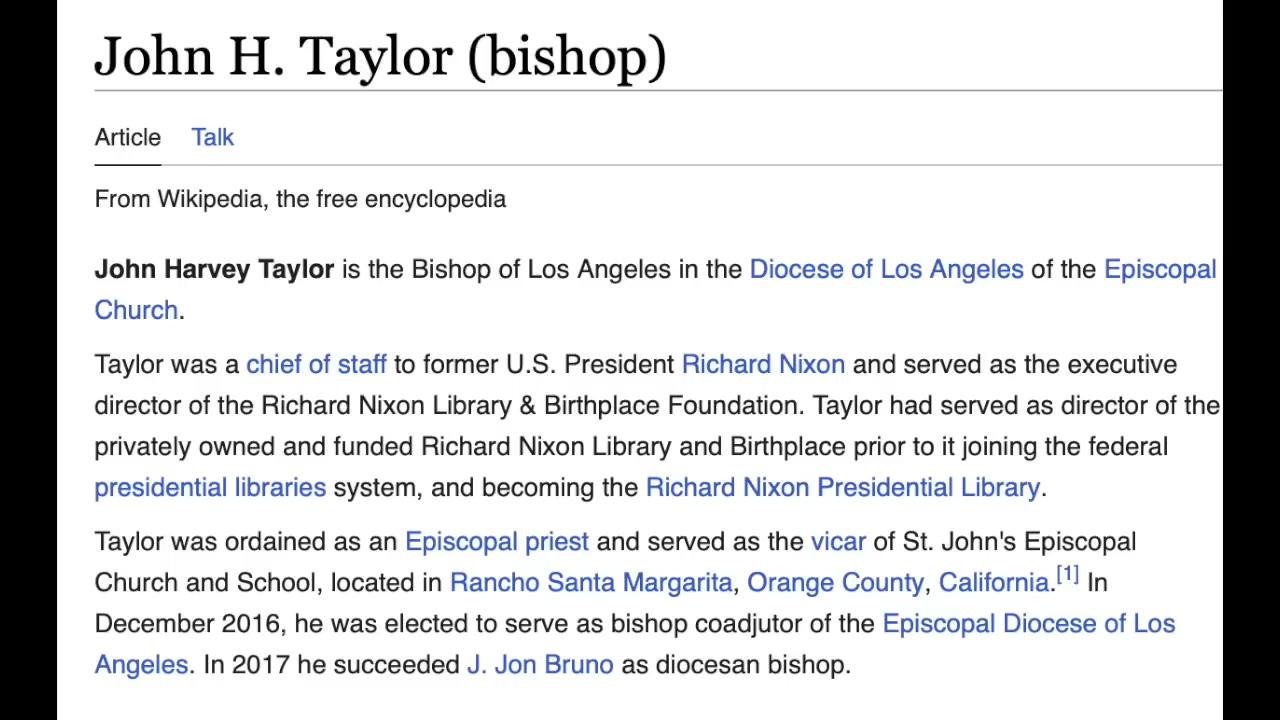 John H. Taylor (bishop)
Article Talk
From Wikipedia, the free encyclopedia
John Harvey Taylor is the Bishop of Los Angeles in the Diocese of Los Angeles of the Episcopal
Church.
Taylor was a chief of staff to former U.S. President Richard Nixon and served as the executive
director of the Richard Nixon Library & Birthplace Foundation. Taylor had served as director of the
privately owned and funded Richard Nixon Library and Birthplace prior to it joining the federal
presidential libraries system, and becoming the Richard Nixon Presidential Library.
Taylor was ordained as an Episcopal priest and served as the vicar of St. John's Episcopal
Church and School, located in Rancho Santa Margarita, Orange County, California.[1] In
December 2016, he was elected to serve as bishop coadjutor of the Episcopal Diocese of Los
Angeles. In 2017 he succeeded J. Jon Bruno as diocesan bishop.